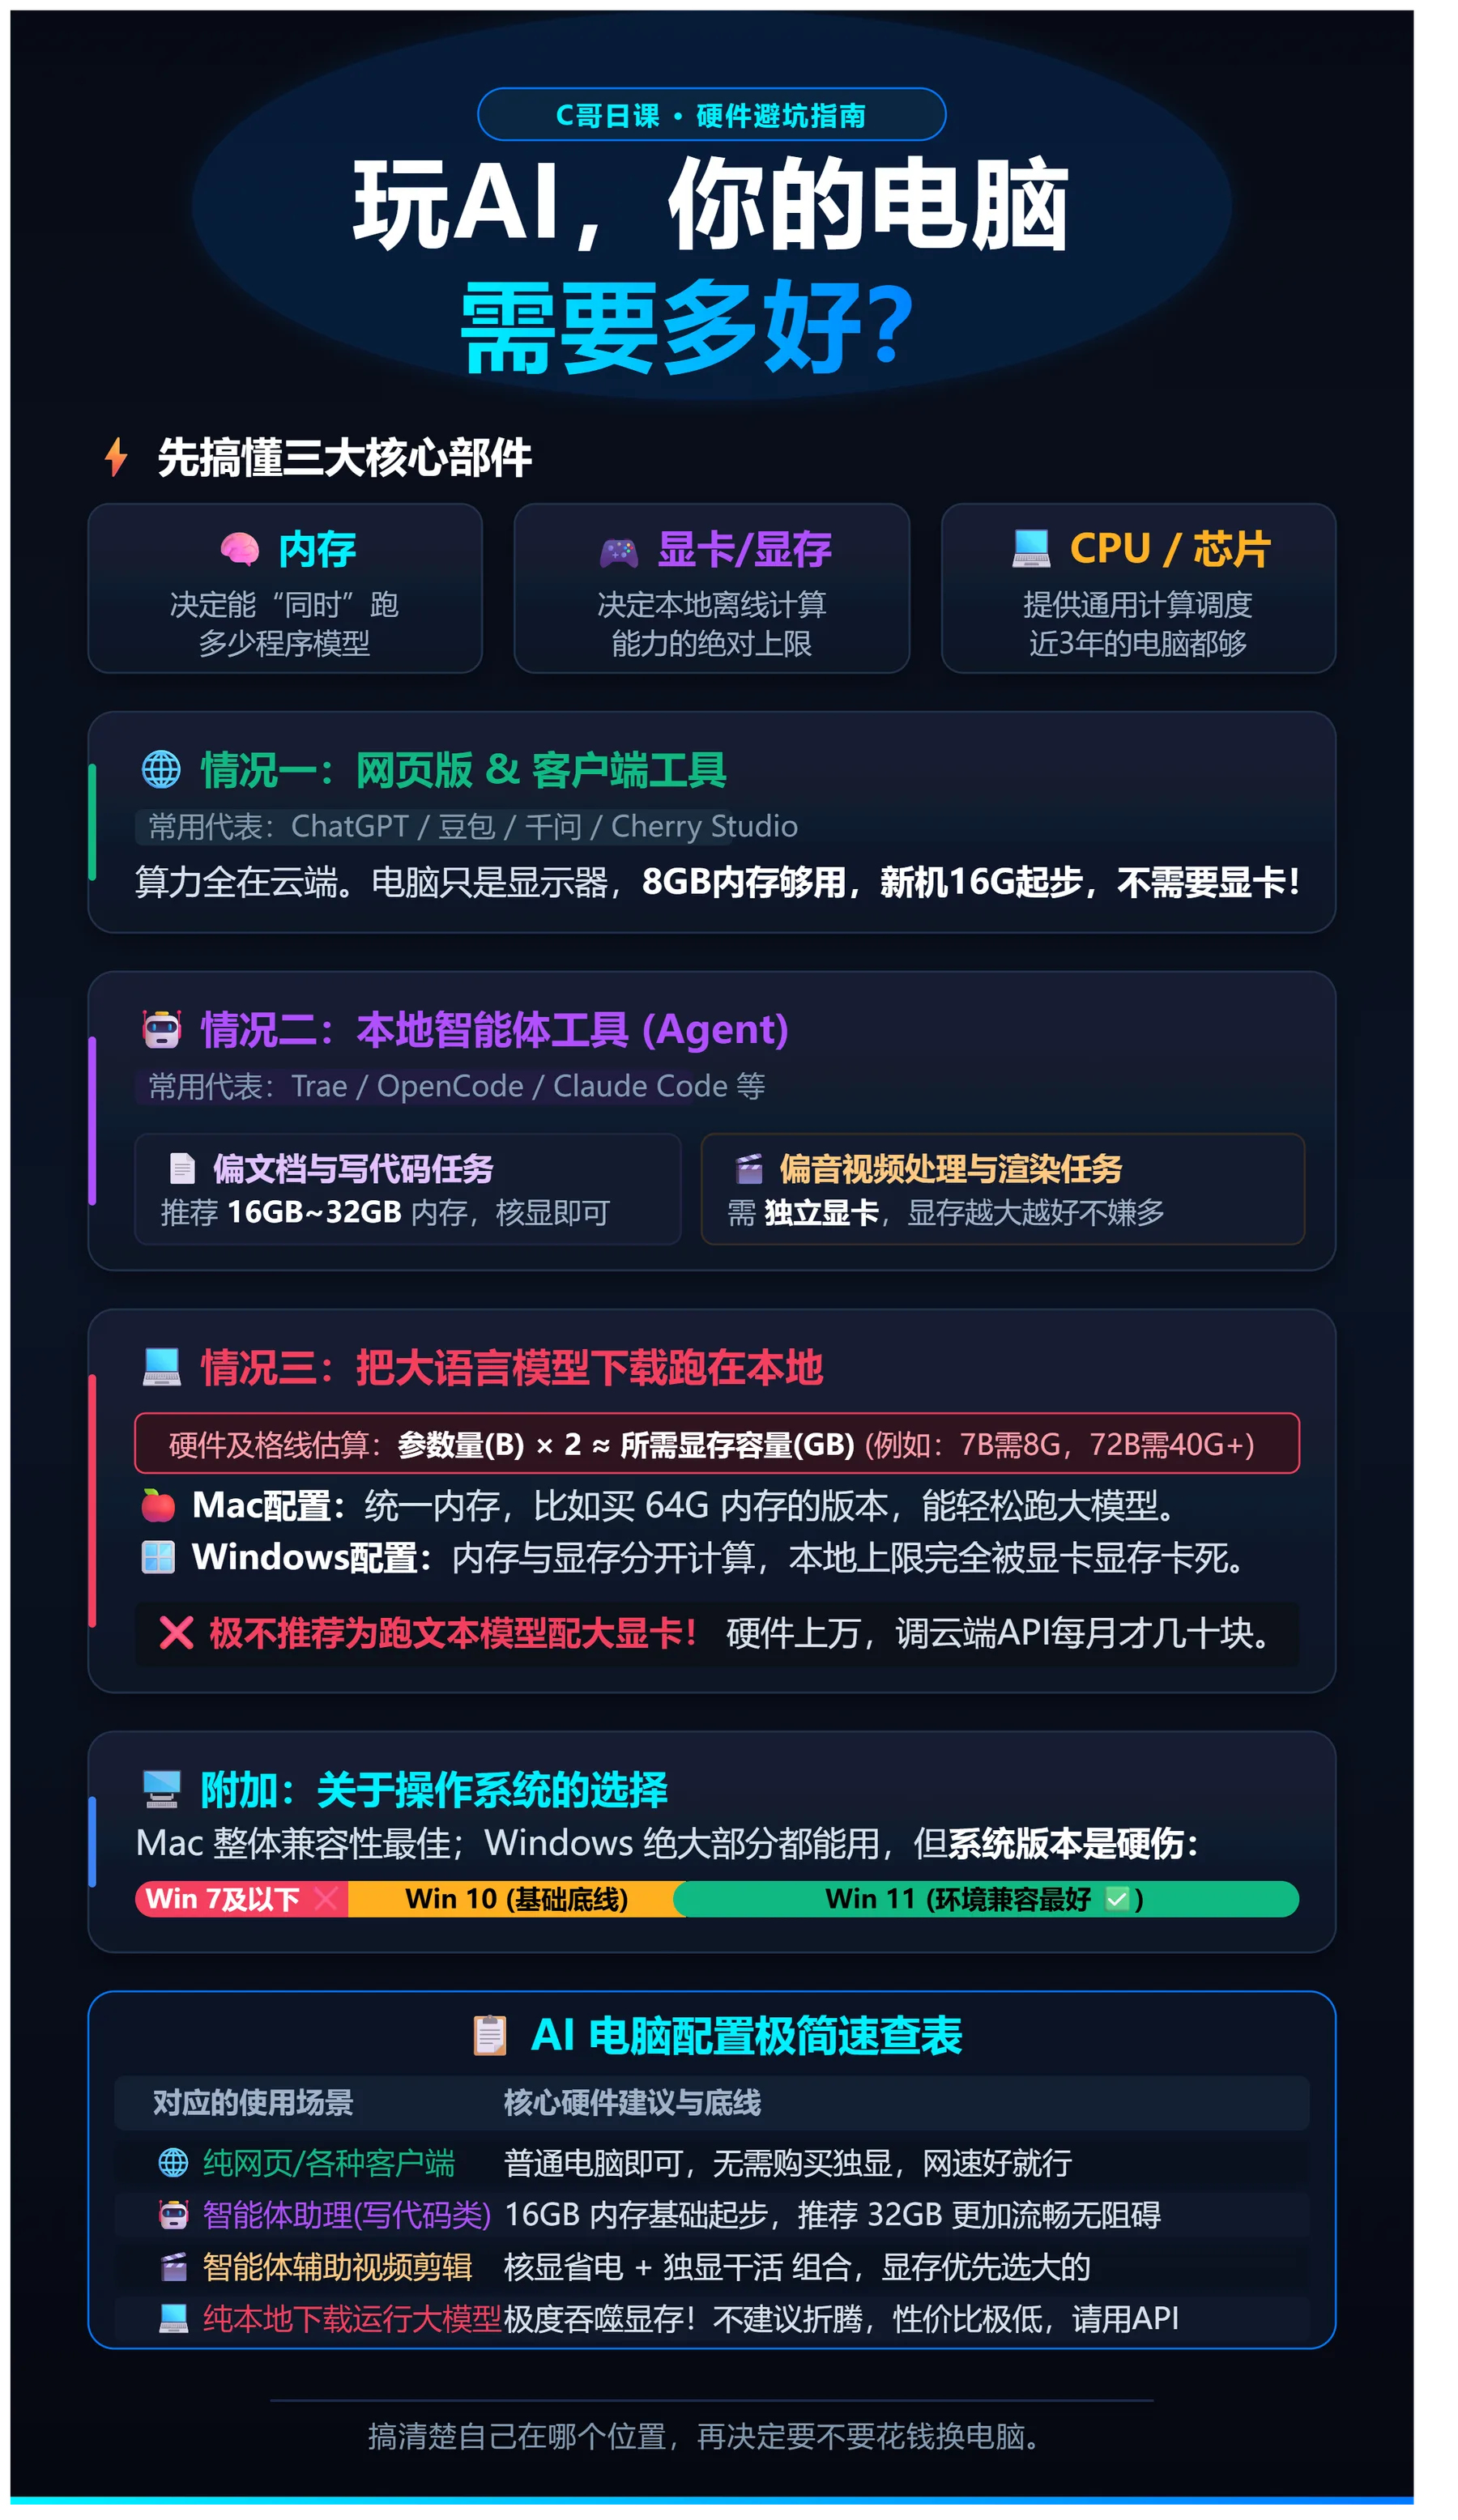 C哥日课 • 硬件避坑指南
玩AI，你的电脑
需要多好？
先搞懂三大核心部件
内存
决定能“同时”跑
多少程序模型
显卡/显存
决定本地离线计算
能力的绝对上限
CPU / 芯片
提供通用计算调度
近3年的电脑都够
情况一：网页版 & 客户端工具
常用代表：ChatGPT / 豆包 / 千问 / Cherry Studio
算力全在云端。电脑只是显示器，8GB内存够用，新机16G起步，不需要显卡！
情况二：本地智能体工具 (Agent)
常用代表：Trae / OpenCode / Claude Code 等
偏文档与写代码任务
推荐 16GB~32GB 内存，核显即可
偏音视频处理与渲染任务
需 独立显卡，显存越大越好不嫌多
情况三：把大语言模型下载跑在本地
硬件及格线估算：参数量(B) × 2 ≈ 所需显存容量(GB) (例如：7B需8G，72B需40G+)
Mac配置：统一内存，比如买 64G 内存的版本，能轻松跑大模型。
Windows配置：内存与显存分开计算，本地上限完全被显卡显存卡死。
极不推荐为跑文本模型配大显卡！ 硬件上万，调云端API每月才几十块。
附加：关于操作系统的选择
Mac 整体兼容性最佳；Windows 绝大部分都能用，但系统版本是硬伤：
Win 7及以下 ❌ Win 10 (基础底线) Win 11 (环境兼容最好 ✅)
AI 电脑配置极简速查表
对应的使用场景 核心硬件建议与底线
纯网页/各种客户端 普通电脑即可，无需购买独显，网速好就行
智能体助理(写代码类) 16GB 内存基础起步，推荐 32GB 更加流畅无阻碍
智能体辅助视频剪辑 核显省电 + 独显干活 组合，显存优先选大的
纯本地下载运行大模型 极度吞噬显存！不建议折腾，性价比极低，请用API
搞清楚自己在哪个位置，再决定要不要花钱换电脑。